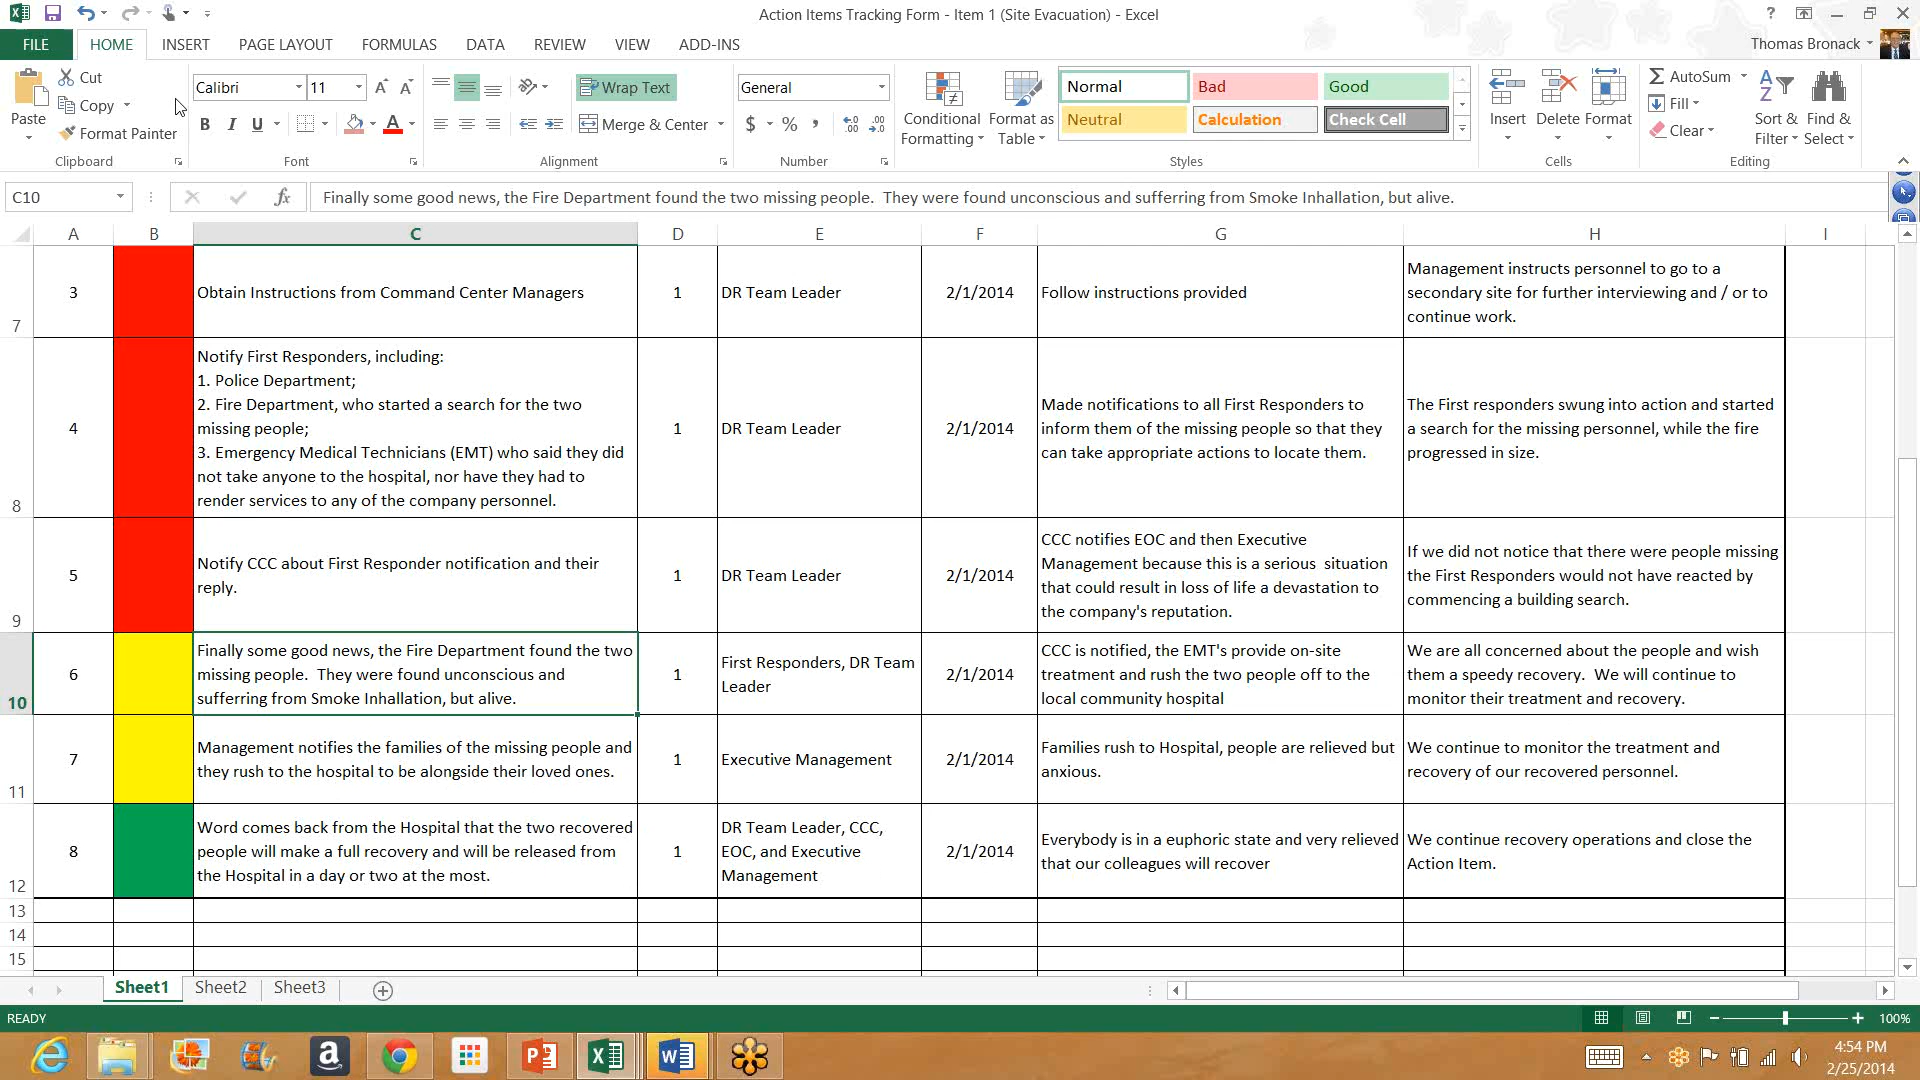 Action Items Tracking Form - Item 1 (Site Evacuation) - Excel
FILE HOME INSERT PAGE LAYOUT FORMULAS DATA REVIEW VIEW ADD-INS Thomas Bronack
Paste
Cut
Copy
Format Painter
Clipboard
Calibri 11
B I U
Font
Wrap Text
Merge & Center
Alignment
General
$ % ,
Number
Conditional
Formatting
Format as
Table
Normal Bad Good
Neutral Calculation Check Cell
Styles
Insert Delete Format
Cells
AutoSum
Fill
Clear
Sort &
Filter
Find &
Select
Editing
C10 fx Finally some good news, the Fire Department found the two missing people.  They were found unconscious and sufferring from Smoke Inhallation, but alive.
A B C D E F G H I
7
3
Obtain Instructions from Command Center Managers
1
DR Team Leader
2/1/2014
Follow instructions provided
Management instructs personnel to go to a
secondary site for further interviewing and / or to
continue work.
8
4
Notify First Responders, including:
1. Police Department;
2. Fire Department, who started a search for the two
missing people;
3. Emergency Medical Technicians (EMT) who said they did
not take anyone to the hospital, nor have they had to
render services to any of the company personnel.
1
DR Team Leader
2/1/2014
Made notifications to all First Responders to
inform them of the missing people so that they
can take appropriate actions to locate them.
The First responders swung into action and started
a search for the missing personnel, while the fire
progressed in size.
9
5
Notify CCC about First Responder notification and their
reply.
1
DR Team Leader
2/1/2014
CCC notifies EOC and then Executive
Management because this is a serious  situation
that could result in loss of life a devastation to
the company's reputation.
If we did not notice that there were people missing
the First Responders would not have reacted by
commencing a building search.
10
6
Finally some good news, the Fire Department found the two
missing people.  They were found unconscious and
sufferring from Smoke Inhallation, but alive.
1
First Responders, DR Team
Leader
2/1/2014
CCC is notified, the EMT's provide on-site
treatment and rush the two people off to the
local community hospital
We are all concerned about the people and wish
them a speedy recovery.  We will continue to
monitor their treatment and recovery.
11
7
Management notifies the families of the missing people and
they rush to the hospital to be alongside their loved ones.
1
Executive Management
2/1/2014
Families rush to Hospital, people are relieved but
anxious.
We continue to monitor the treatment and
recovery of our recovered personnel.
12
8
Word comes back from the Hospital that the two recovered
people will make a full recovery and will be released from
the Hospital in a day or two at the most.
1
DR Team Leader, CCC,
EOC, and Executive
Management
2/1/2014
Everybody is in a euphoric state and very relieved
that our colleagues will recover
We continue recovery operations and close the
Action Item.
13
14
15
Sheet1 Sheet2 Sheet3
READY 100%
4:54 PM
2/25/2014